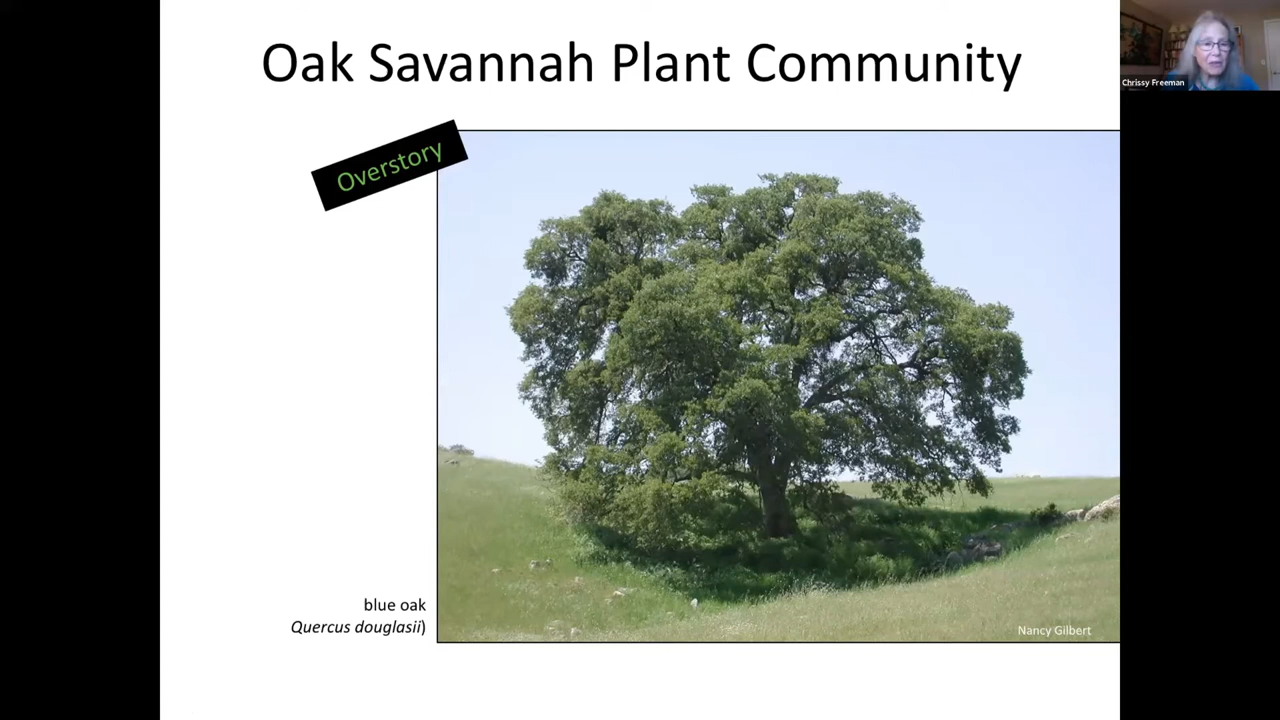 Oak Savannah Plant Community
Chrissy Freeman
Overstory
blue oak
Quercus douglasii)
Nancy Gilbert